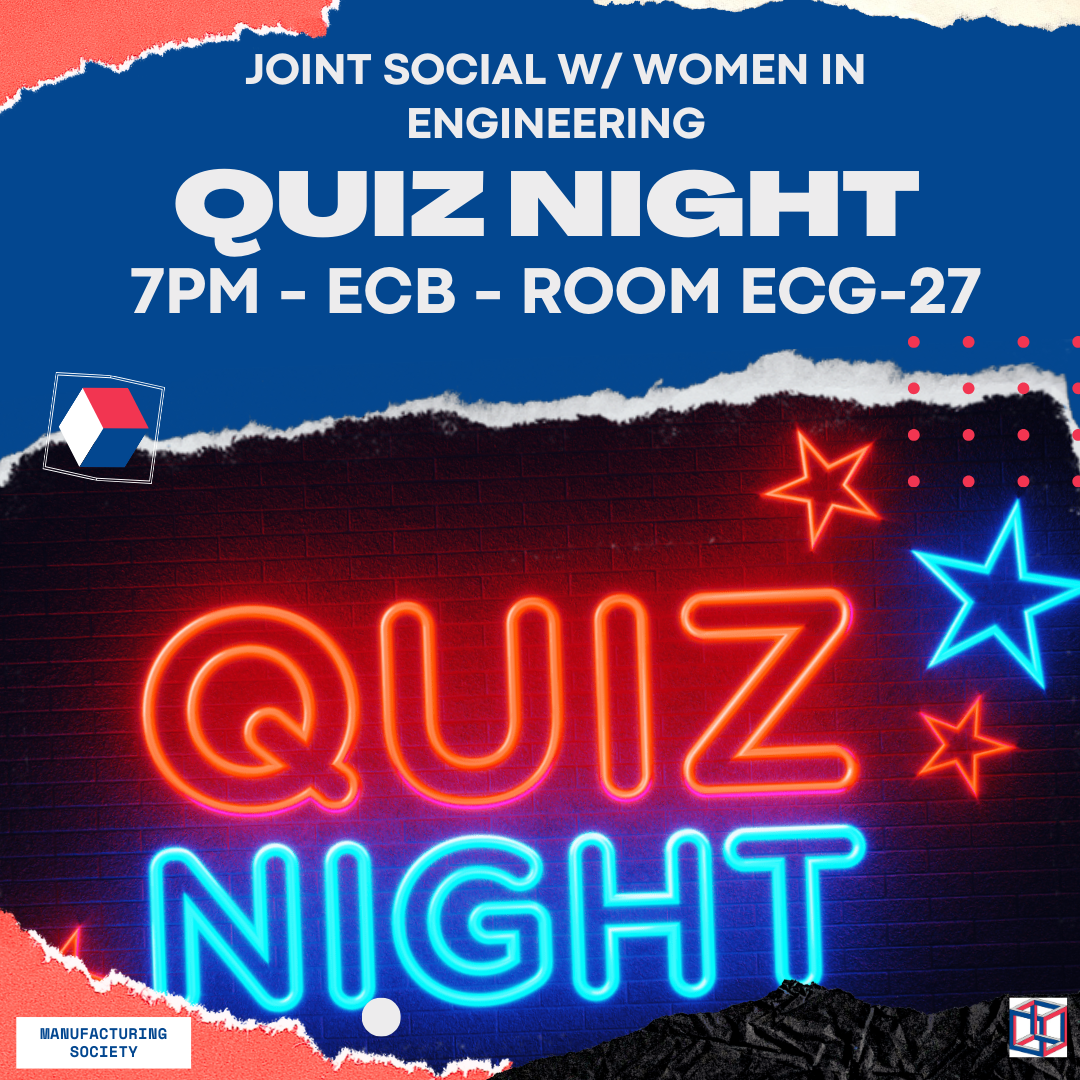 JOINT SOCIAL W/ WOMEN IN
ENGINEERING
QUIZ NIGHT
7PM - ECB - ROOM ECG-27
QUIZ
NIGHT
MANUFACTURING
SOCIETY